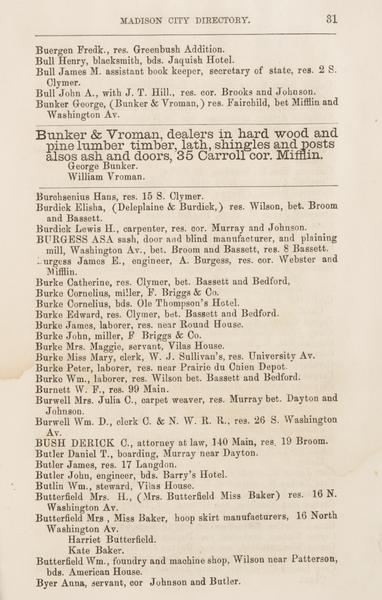 MADISON CITY DIRECTORY. 31
Buergen Fredk., res. Greenbush Addition.
Bull Henry, blacksmith, bds. Jaquish Hotel.
Bull James M. assistant book keeper, secretary of state, res. 2 S.
Clymer.
Bull John A., with J. T. Hill., res. cor. Brooks and Johnson.
Bunker George, (Bunker & Vroman,) res. Fairchild, bet Mifflin and
Washington Av.
Bunker & Vroman, dealers in hard wood and
pine lumber timber, lath, shingles and posts
alsos ash and doors, 35 Carroll cor. Mifflin.
George Bunker.
William Vroman.
Burchsenius Hans, res. 15 S. Clymer.
Burdick Elisha, (Deleplaine & Burdick,) res. Wilson, bet. Broom
and Bassett.
Burdick Lewis H., carpenter, res. cor. Murray and Johnson.
BURGESS ASA sash, door and blind manufacturer, and plaining
mill, Washington Av., bet. Broom and Bassett, res. 8 Bassett.
urgess James E., engineer, A. Burgess, res. cor. Webster and
Mifflin.
Burke Catherine, res. Clymer, bet. Bassett and Bedford,
Burke Cornelius, miller, F. Briggs & Co.
Burke Cornelius, bds. Ole Thompson's Hotel.
Burke Edward, res. Clymer, bet. Bassett and Bedford.
Burke James, laborer, res. near Round House.
Burke John, miller, F Briggs & Co.
Burke Mrs. Maggie, servant, Vilas House.
Burke Miss Mary, clerk, W. J. Sullivan's, res. University Av.
Burke Peter, laborer, res. near Prairie du Chien Depot.
Burke Wm., laborer, res. Wilson bet. Bassett and Bedford.
Burnett W. F., res. 99 Main.
Burwell Mrs. Julia C., carpet weaver, res. Murray bet. Dayton and
Johnson.
Burwell Wm. D., clerk C. & N. W. R. R., res. 26 S. Washington
Av.
BUSH DERICK C., attorney at law, 140 Main, res. 19 Broom.
Butler Daniel T., boarding, Murray near Dayton.
Butler James, res. 17 Langdon.
Butler John, engineer, bds. Barry's Hotel.
Butlin Wm., steward, Vilas House.
Butterfield Mrs. H., (Mrs. Butterfield Miss Baker) res. 16 N.
Washington Av.
Butterfield Mrs , Miss Baker, hoop skirt manufacturers, 16 North
Washington Av.
Harriet Butterfield.
Kate Baker.
Butterfield Wm., foundry and machine shop, Wilson near Patterson,
bds. American House.
Byer Anna, servant, cor Johnson and Butler.